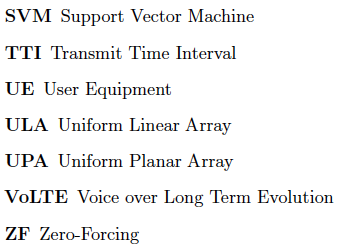 SVM Support Vector Machine
TTI Transmit Time Interval
UE User Equipment
ULA Uniform Linear Array
UPA Uniform Planar Array
VoLTE Voice over Long Term Evolution
ZF Zero-Forcing